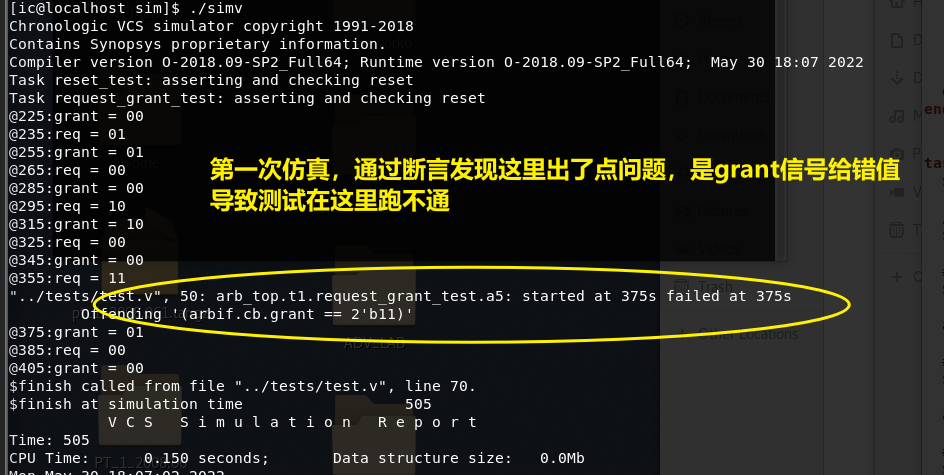 [ic@localhost sim]$ ./simv
Chronologic VCS simulator copyright 1991-2018
Contains Synopsys proprietary information.
Compiler version O-2018.09-SP2_Full64; Runtime version O-2018.09-SP2_Full64;  May 30 18:07 2022
Task reset_test: asserting and checking reset
Task request_grant_test: asserting and checking reset
@225:grant = 00
@235:req = 01
@255:grant = 01
@265:req = 00
第一次仿真，通过断言发现这里出了点问题，是grant信号给错值
@285:grant = 00
@295:req = 10
导致测试在这里跑不通
@315:grant = 10
@325:req = 00
@345:grant = 00
@355:req = 11
"../tests/test.v", 50: arb_top.t1.request_grant_test.a5: started at 375s failed at 375s
Offending '(arbif.cb.grant == 2'b11)'
@375:grant = 01
@385:req = 00
@405:grant = 00
$finish called from file "../tests/test.v", line 70.
$finish at simulation time 505
V C S   S i m u l a t i o n   R e p o r t
Time: 505
CPU Time: 0.150 seconds; Data structure size: 0.0Mb
Mon May 30 18:07:02 2022
Documents
Trash
Other Locations
ADV_LAB